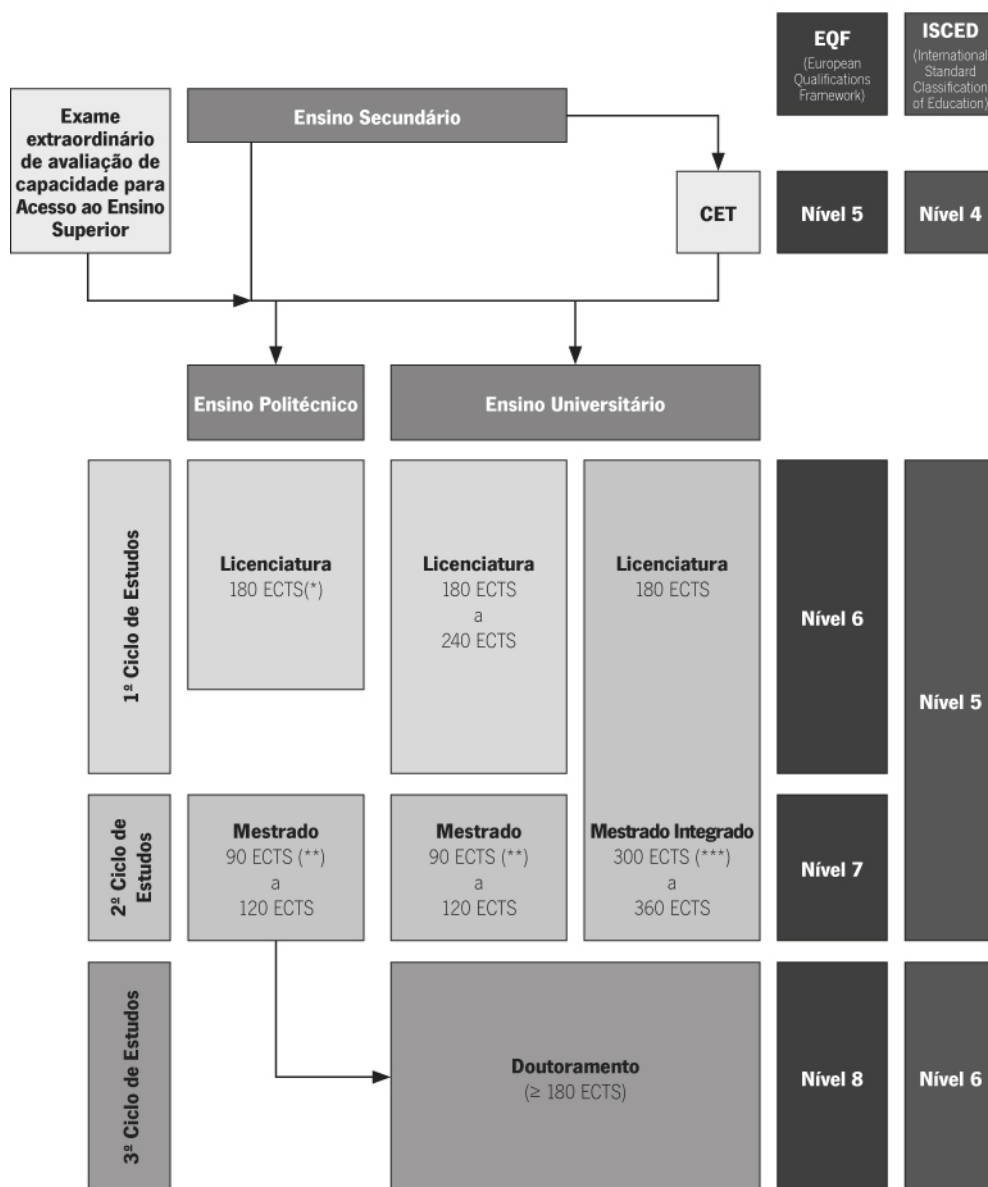 EQF
(European
Qualifications
Framework)
ISCED
(International
Standard
Classification
of Education)
Exame
extraordinário
de avaliação de
capacidade para
Acesso ao Ensino
Superior
Ensino Secundário
CET
Nível 5
Nível 4
Ensino Politécnico
Ensino Universitário
1º Ciclo de Estudos
Licenciatura
180 ECTS(*)
Licenciatura
180 ECTS
a
240 ECTS
Licenciatura
180 ECTS
Nível 6
Nível 5
2º Ciclo de
Estudos
Mestrado
90 ECTS (**)
a
120 ECTS
Mestrado
90 ECTS (**)
a
120 ECTS
Mestrado Integrado
300 ECTS (***)
a
360 ECTS
Nível 7
3º Ciclo de Estudos
Doutoramento
(≥ 180 ECTS)
Nível 8
Nível 6